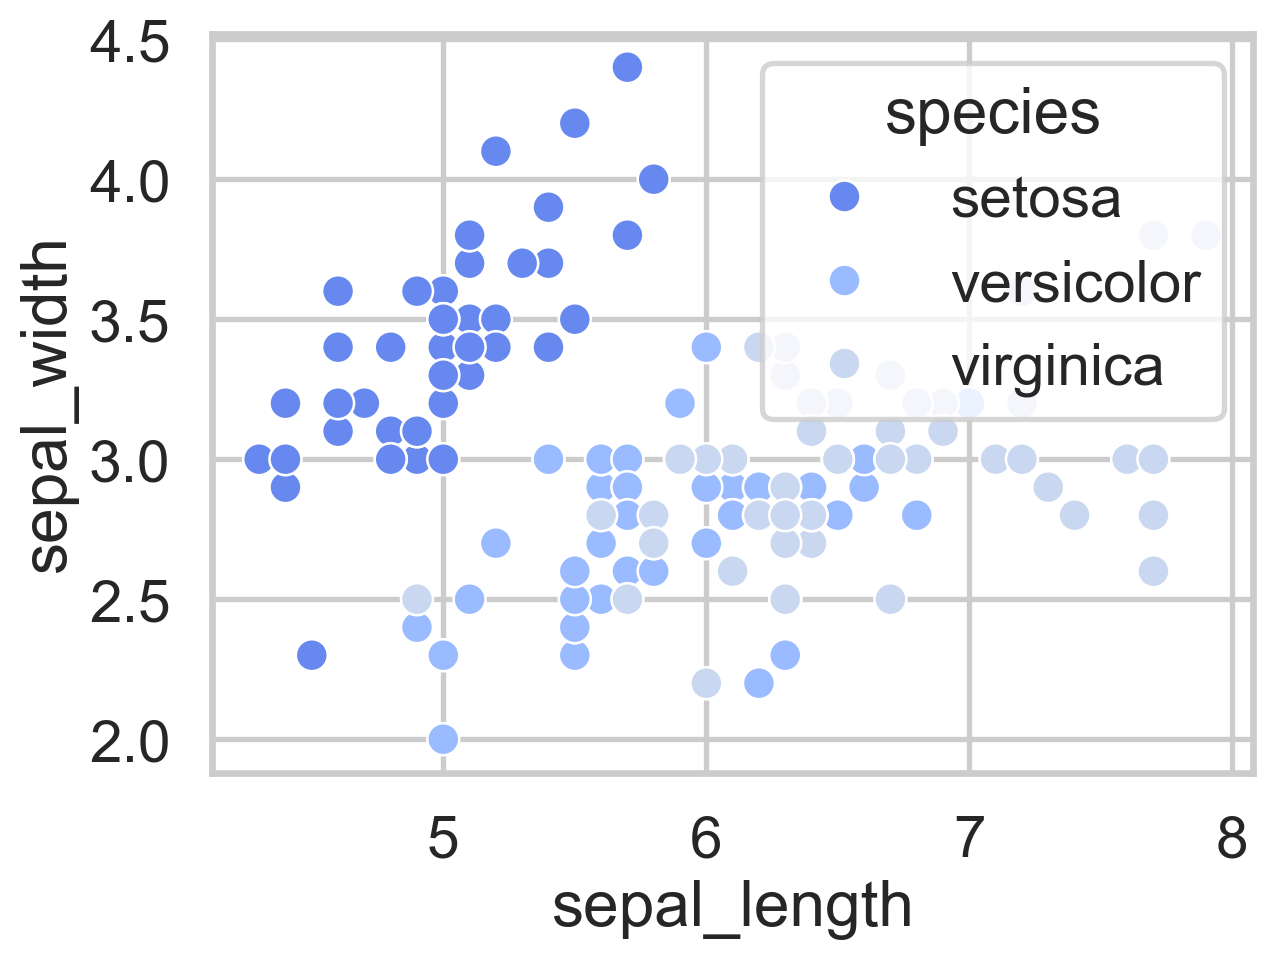 4.5
4.0
3.5
3.0
2.5
2.0
sepal_width
species
setosa
versicolor
virginica
5 6 7 8
sepal_length